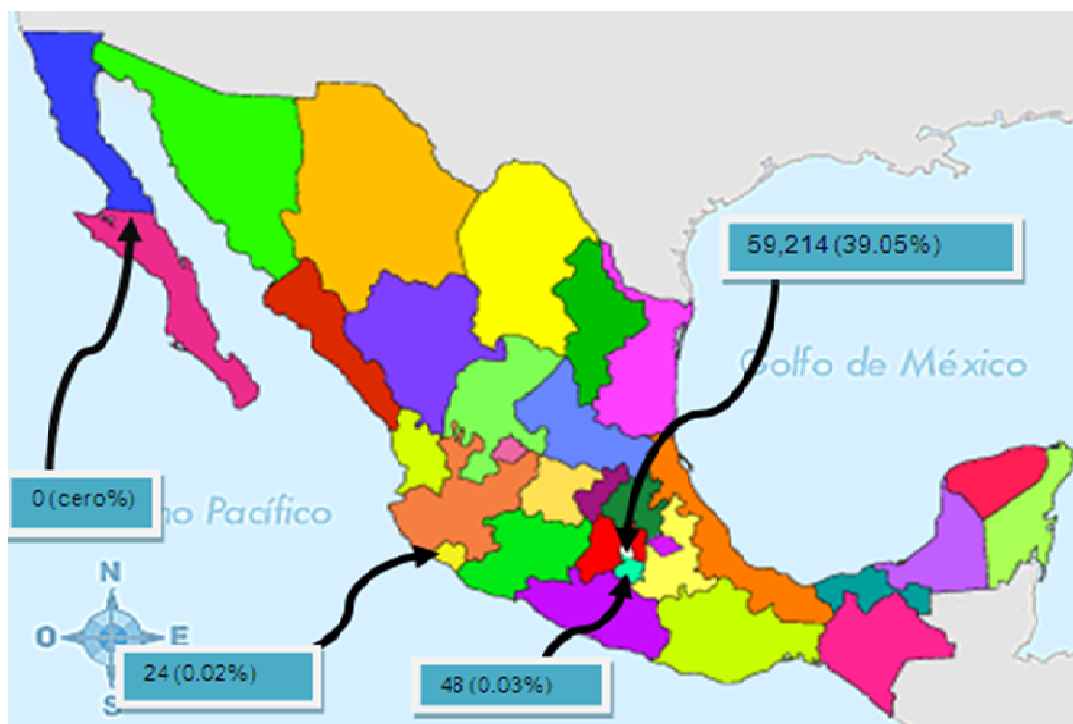 59,214 (39.05%)
Golfo de México
0 (cero%)
no Pacífico
N
O
E
S
24 (0.02%)
48 (0.03%)